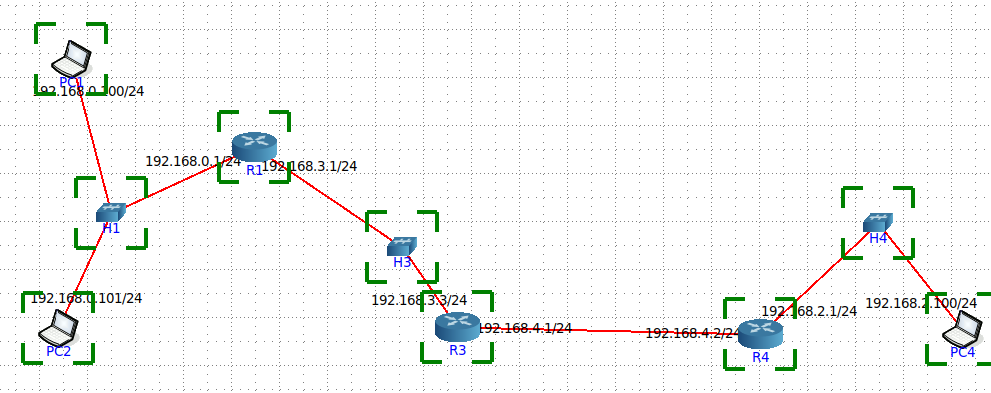 PC1
192.168.0.100/24
192.168.0.1/24
192.168.3.1/24
R1
H1
H3
H4
192.168.0.101/24
192.168.3.3/24
192.168.2.100/24
192.168.2.1/24
192.168.4.1/24
192.168.4.2/24
PC2
R3
R4
PC4